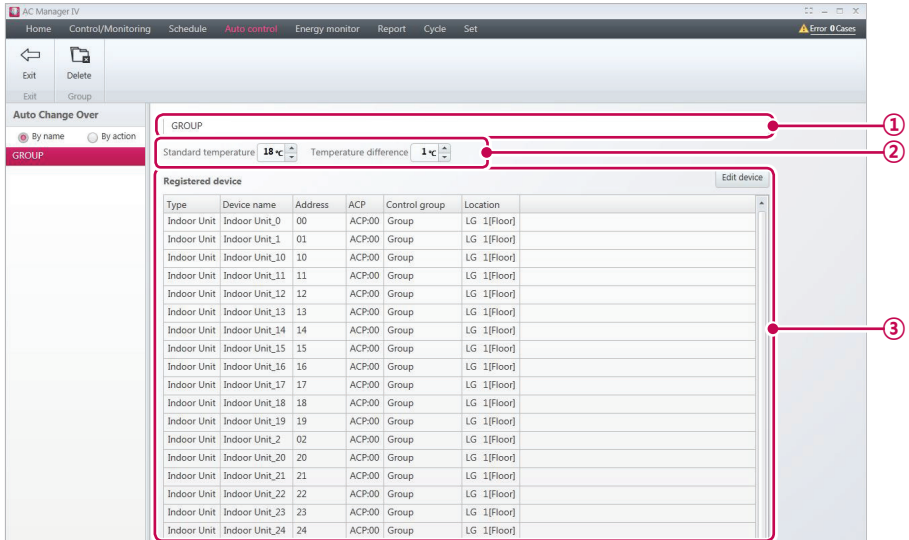 AC Manager IV
Home Control/Monitoring Schedule Auto control Energy monitor Report Cycle Set Error 0 Cases
Exit Delete
Exit Group
Auto Change Over
By name By action
GROUP
GROUP
①
Standard temperature 18 °C Temperature difference 1 °C
②
Registered device Edit device
Type Device name Address ACP Control group Location
Indoor Unit Indoor Unit_0 00 ACP:00 Group LG 1[Floor]
Indoor Unit Indoor Unit_1 01 ACP:00 Group LG 1[Floor]
Indoor Unit Indoor Unit_10 10 ACP:00 Group LG 1[Floor]
Indoor Unit Indoor Unit_11 11 ACP:00 Group LG 1[Floor]
Indoor Unit Indoor Unit_12 12 ACP:00 Group LG 1[Floor]
Indoor Unit Indoor Unit_13 13 ACP:00 Group LG 1[Floor]
Indoor Unit Indoor Unit_14 14 ACP:00 Group LG 1[Floor]
③
Indoor Unit Indoor Unit_15 15 ACP:00 Group LG 1[Floor]
Indoor Unit Indoor Unit_16 16 ACP:00 Group LG 1[Floor]
Indoor Unit Indoor Unit_17 17 ACP:00 Group LG 1[Floor]
Indoor Unit Indoor Unit_18 18 ACP:00 Group LG 1[Floor]
Indoor Unit Indoor Unit_19 19 ACP:00 Group LG 1[Floor]
Indoor Unit Indoor Unit_2 02 ACP:00 Group LG 1[Floor]
Indoor Unit Indoor Unit_20 20 ACP:00 Group LG 1[Floor]
Indoor Unit Indoor Unit_21 21 ACP:00 Group LG 1[Floor]
Indoor Unit Indoor Unit_22 22 ACP:00 Group LG 1[Floor]
Indoor Unit Indoor Unit_23 23 ACP:00 Group LG 1[Floor]
Indoor Unit Indoor Unit_24 24 ACP:00 Group LG 1[Floor]